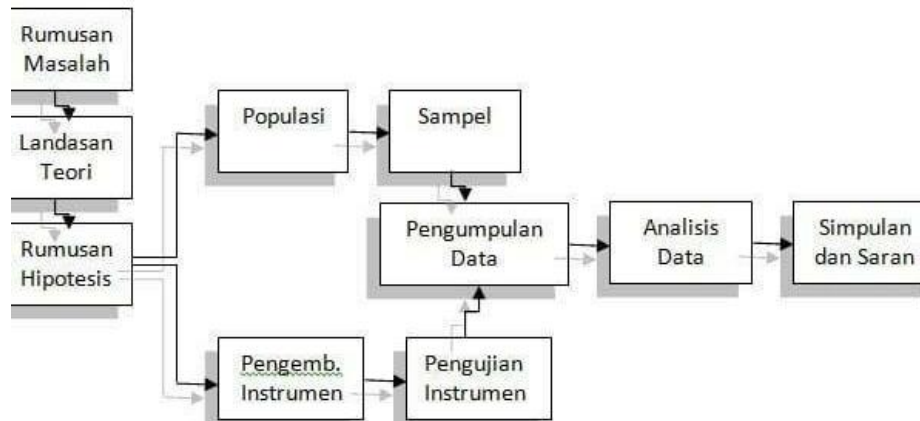 Rumusan
Masalah
Landasan
Teori
Rumusan
Hipotesis
Populasi
Sampel
Pengemb.
Instrumen
Pengujian
Instrumen
Pengumpulan
Data
Analisis
Data
Simpulan
dan Saran